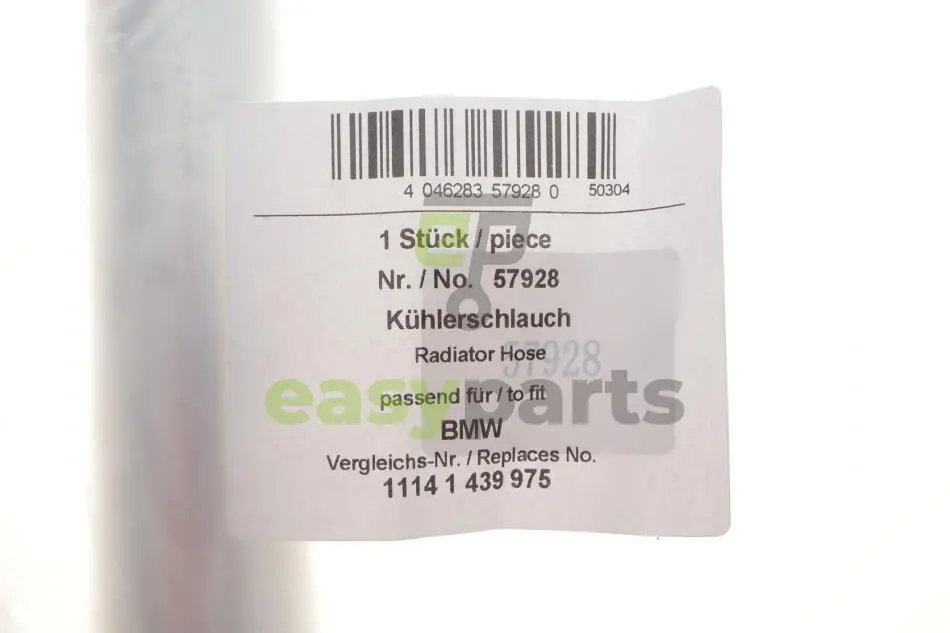 4 046283 57928 0 50304
1 Stück / piece
Nr. / No. 57928
Kühlerschlauch
Radiator Hose
57928
easyparts
passend für / to fit
BMW
Vergleichs-Nr. / Replaces No.
1114 1 439 975